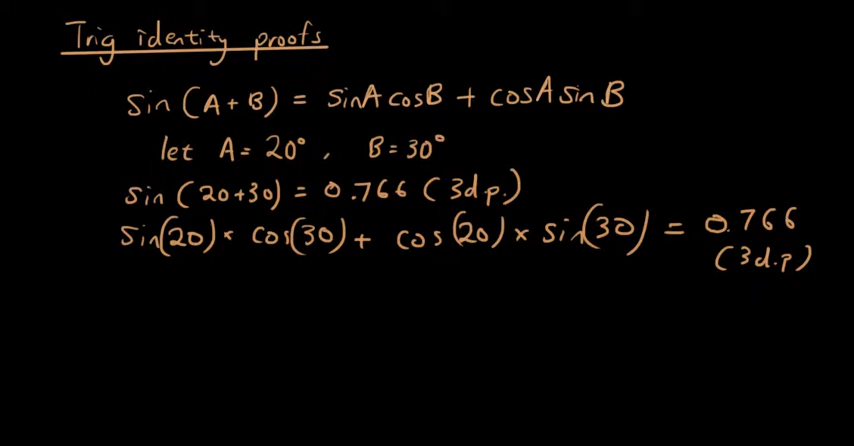 Trig identity proofs
sin (A + B) = sinA cosB + cosA sin B
let A = 20° , B = 30°
sin (20+30) = 0.766 (3d.p.)
sin(20) × cos(30) + cos(20) × sin(30) = 0.766
(3d.p)